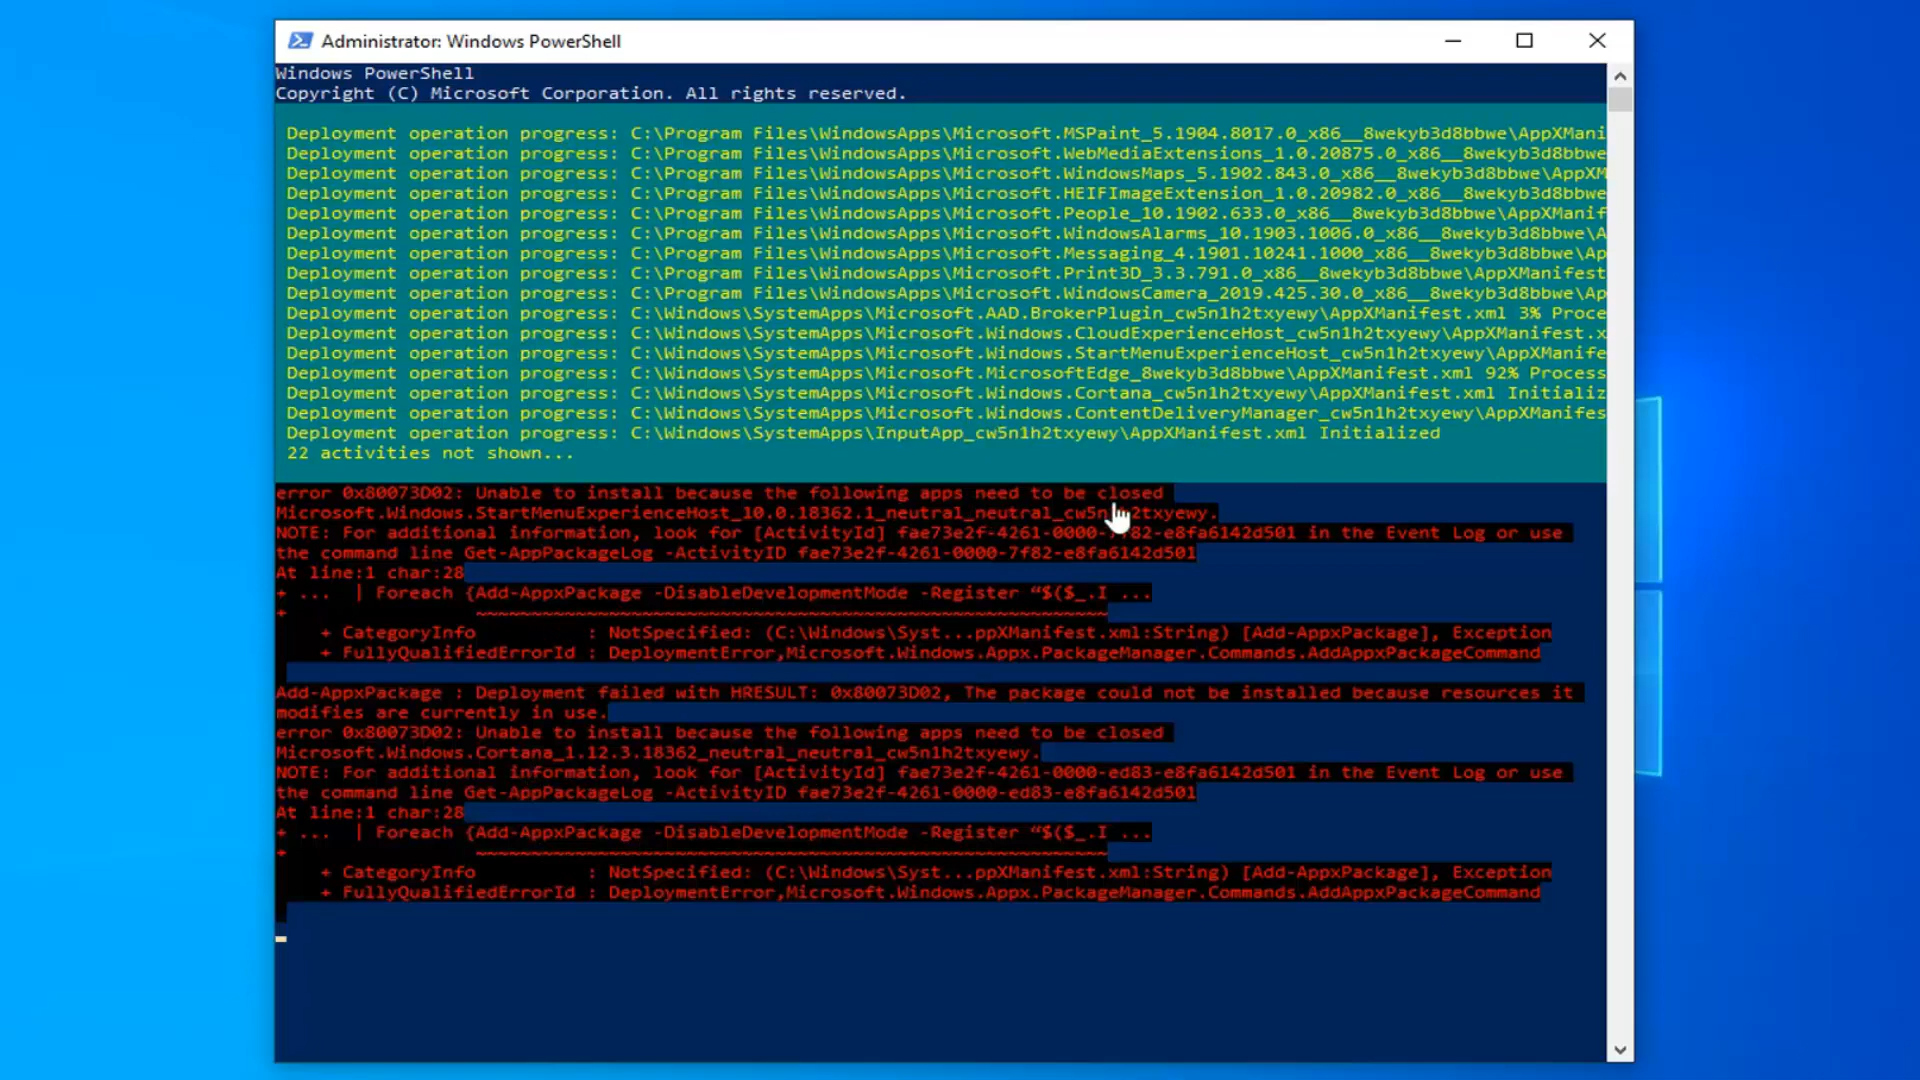 Administrator: Windows PowerShell
Windows PowerShell
Copyright (C) Microsoft Corporation. All rights reserved.
Deployment operation progress: C:\Program Files\WindowsApps\Microsoft.MSPaint_5.1904.8017.0_x86__8wekyb3d8bbwe\AppXMani
Deployment operation progress: C:\Program Files\WindowsApps\Microsoft.WebMediaExtensions_1.0.20875.0_x86__8wekyb3d8bbwe
Deployment operation progress: C:\Program Files\WindowsApps\Microsoft.WindowsMaps_5.1902.843.0_x86__8wekyb3d8bbwe\AppXM
Deployment operation progress: C:\Program Files\WindowsApps\Microsoft.HEIFImageExtension_1.0.20982.0_x86__8wekyb3d8bbwe
Deployment operation progress: C:\Program Files\WindowsApps\Microsoft.People_10.1902.633.0_x86__8wekyb3d8bbwe\AppXManif
Deployment operation progress: C:\Program Files\WindowsApps\Microsoft.WindowsAlarms_10.1903.1006.0_x86__8wekyb3d8bbwe\A
Deployment operation progress: C:\Program Files\WindowsApps\Microsoft.Messaging_4.1901.10241.1000_x86__8wekyb3d8bbwe\Ap
Deployment operation progress: C:\Program Files\WindowsApps\Microsoft.Print3D_3.3.791.0_x86__8wekyb3d8bbwe\AppXManifest
Deployment operation progress: C:\Program Files\WindowsApps\Microsoft.WindowsCamera_2019.425.30.0_x86__8wekyb3d8bbwe\Ap
Deployment operation progress: C:\Windows\SystemApps\Microsoft.AAD.BrokerPlugin_cw5n1h2txyewy\AppXManifest.xml 3% Proce
Deployment operation progress: C:\Windows\SystemApps\Microsoft.Windows.CloudExperienceHost_cw5n1h2txyewy\AppXManifest.x
Deployment operation progress: C:\Windows\SystemApps\Microsoft.Windows.StartMenuExperienceHost_cw5n1h2txyewy\AppXManife
Deployment operation progress: C:\Windows\SystemApps\Microsoft.MicrosoftEdge_8wekyb3d8bbwe\AppXManifest.xml 92% Process
Deployment operation progress: C:\Windows\SystemApps\Microsoft.Windows.Cortana_cw5n1h2txyewy\AppXManifest.xml Initializ
Deployment operation progress: C:\Windows\SystemApps\Microsoft.Windows.ContentDeliveryManager_cw5n1h2txyewy\AppXManifes
Deployment operation progress: C:\Windows\SystemApps\InputApp_cw5n1h2txyewy\AppXManifest.xml Initialized
22 activities not shown...
error 0x80073D02: Unable to install because the following apps need to be closed
Microsoft.Windows.StartMenuExperienceHost_10.0.18362.1_neutral_neutral_cw5n1h2txyewy.
NOTE: For additional information, look for [ActivityId] fae73e2f-4261-0000-7f82-e8fa6142d501 in the Event Log or use
the command line Get-AppPackageLog -ActivityID fae73e2f-4261-0000-7f82-e8fa6142d501
At line:1 char:28
+ ...  | Foreach {Add-AppxPackage -DisableDevelopmentMode -Register “$($_.I ...
+                 ~~~~~~~~~~~~~~~~~~~~~~~~~~~~~~~~~~~~~~~~~~~~~~~~~~~~~~~~~
+ CategoryInfo          : NotSpecified: (C:\Windows\Syst...ppXManifest.xml:String) [Add-AppxPackage], Exception
+ FullyQualifiedErrorId : DeploymentError,Microsoft.Windows.Appx.PackageManager.Commands.AddAppxPackageCommand
Add-AppxPackage : Deployment failed with HRESULT: 0x80073D02, The package could not be installed because resources it
modifies are currently in use.
error 0x80073D02: Unable to install because the following apps need to be closed
Microsoft.Windows.Cortana_1.12.3.18362_neutral_neutral_cw5n1h2txyewy.
NOTE: For additional information, look for [ActivityId] fae73e2f-4261-0000-ed83-e8fa6142d501 in the Event Log or use
the command line Get-AppPackageLog -ActivityID fae73e2f-4261-0000-ed83-e8fa6142d501
At line:1 char:28
+ ...  | Foreach {Add-AppxPackage -DisableDevelopmentMode -Register “$($_.I ...
+                 ~~~~~~~~~~~~~~~~~~~~~~~~~~~~~~~~~~~~~~~~~~~~~~~~~~~~~~~~~
+ CategoryInfo          : NotSpecified: (C:\Windows\Syst...ppXManifest.xml:String) [Add-AppxPackage], Exception
+ FullyQualifiedErrorId : DeploymentError,Microsoft.Windows.Appx.PackageManager.Commands.AddAppxPackageCommand